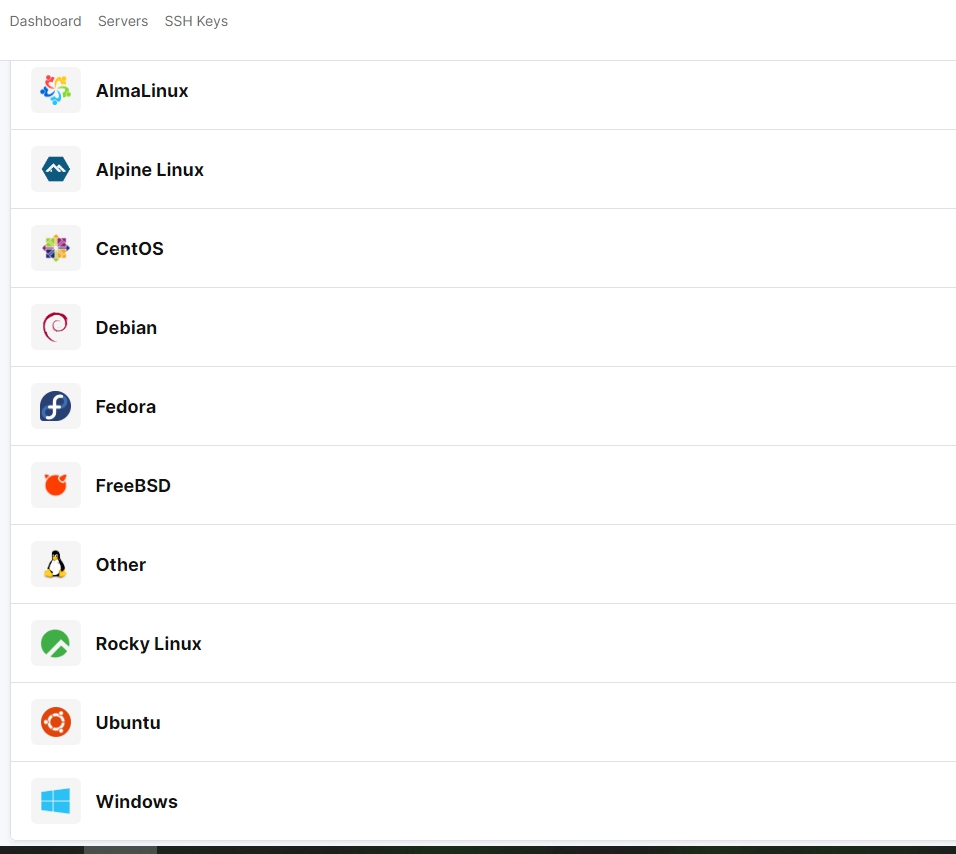 Dashboard Servers SSH Keys
AlmaLinux
Alpine Linux
CentOS
Debian
Fedora
FreeBSD
Other
Rocky Linux
Ubuntu
Windows